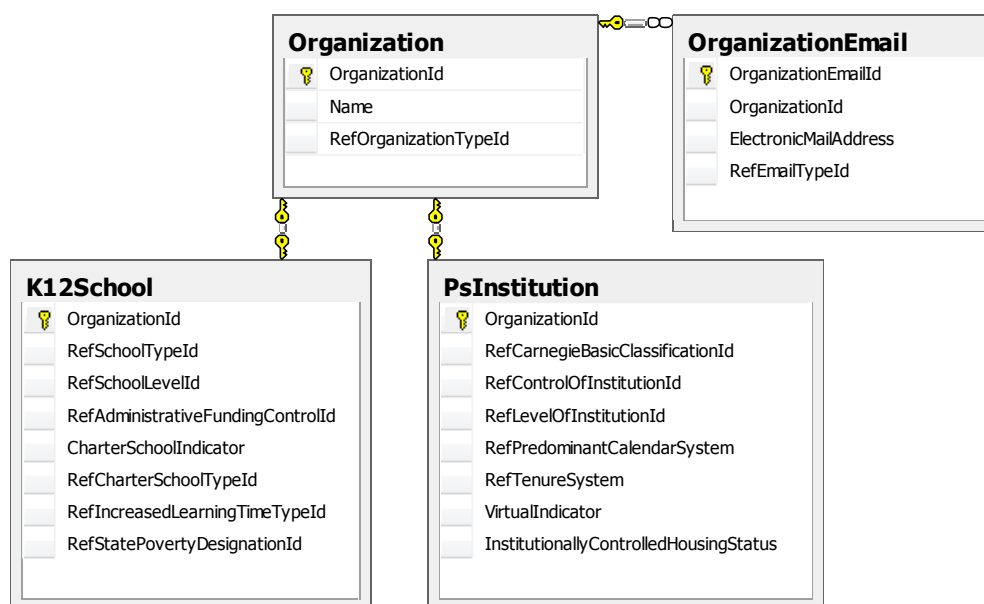 Organization
OrganizationId
Name
RefOrganizationTypeId
OrganizationEmail
OrganizationEmailId
OrganizationId
ElectronicMailAddress
RefEmailTypeId
K12School
OrganizationId
RefSchoolTypeId
RefSchoolLevelId
RefAdministrativeFundingControlId
CharterSchoolIndicator
RefCharterSchoolTypeId
RefIncreasedLearningTimeTypeId
RefStatePovertyDesignationId
PsInstitution
OrganizationId
RefCarnegieBasicClassificationId
RefControlOfInstitutionId
RefLevelOfInstitutionId
RefPredominantCalendarSystem
RefTenureSystem
VirtualIndicator
InstitutionallyControlledHousingStatus